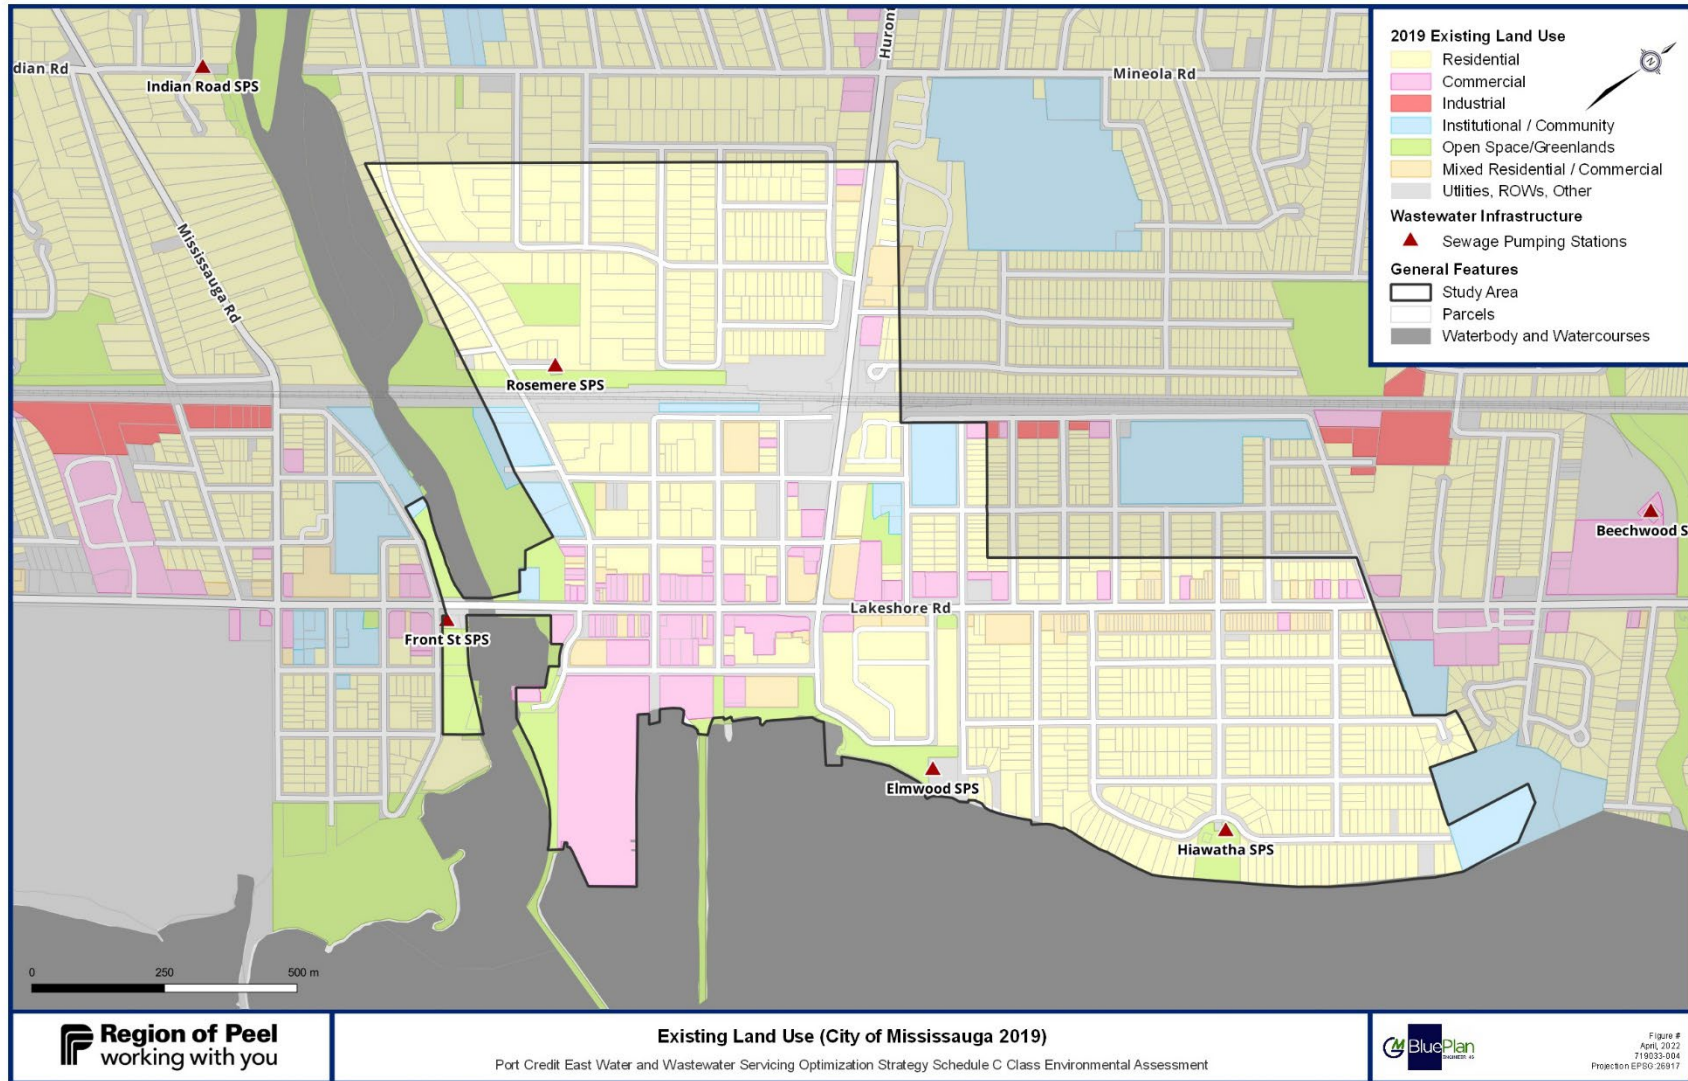 dian Rd
Indian Road SPS
Huront
Mineola Rd
Mississauga Rd
Rosemere SPS
Beechwood S
Lakeshore Rd
Front St SPS
Elmwood SPS
Hiawatha SPS
2019 Existing Land Use
Residential
Commercial
Industrial
Institutional / Community
Open Space/Greenlands
Mixed Residential / Commercial
Utlities, ROWs, Other
Wastewater Infrastructure
Sewage Pumping Stations
General Features
Study Area
Parcels
Waterbody and Watercourses
N
0 250 500 m
Region of Peel
working with you
Existing Land Use (City of Mississauga 2019)
Port Credit East Water and Wastewater Servicing Optimization Strategy Schedule C Class Environmental Assessment
GM BluePlan
Figure #
April, 2022
719033-004
Projection EPSG:26917